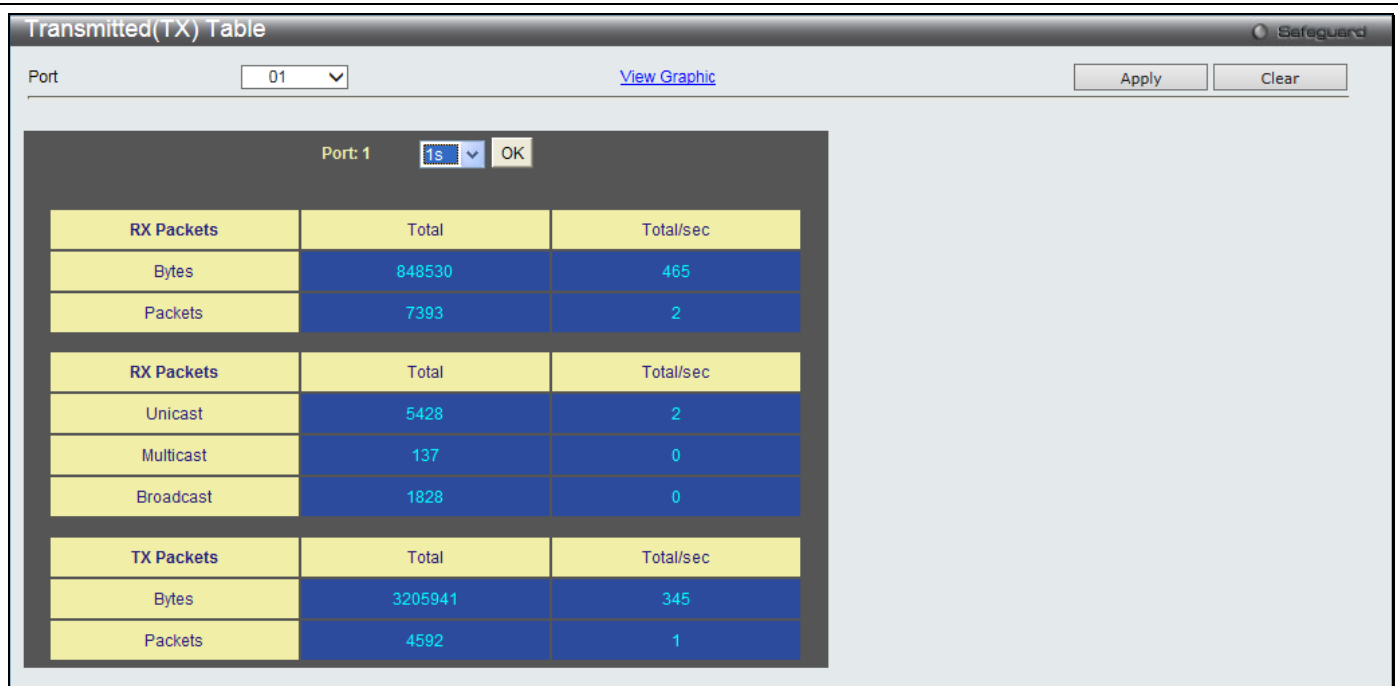 Transmitted(TX) Table
Safeguard
Port 01 View Graphic Apply Clear
Port: 1 1s OK
RX Packets Total Total/sec
Bytes 848530 465
Packets 7393 2
RX Packets Total Total/sec
Unicast 5428 2
Multicast 137 0
Broadcast 1828 0
TX Packets Total Total/sec
Bytes 3205941 345
Packets 4592 1